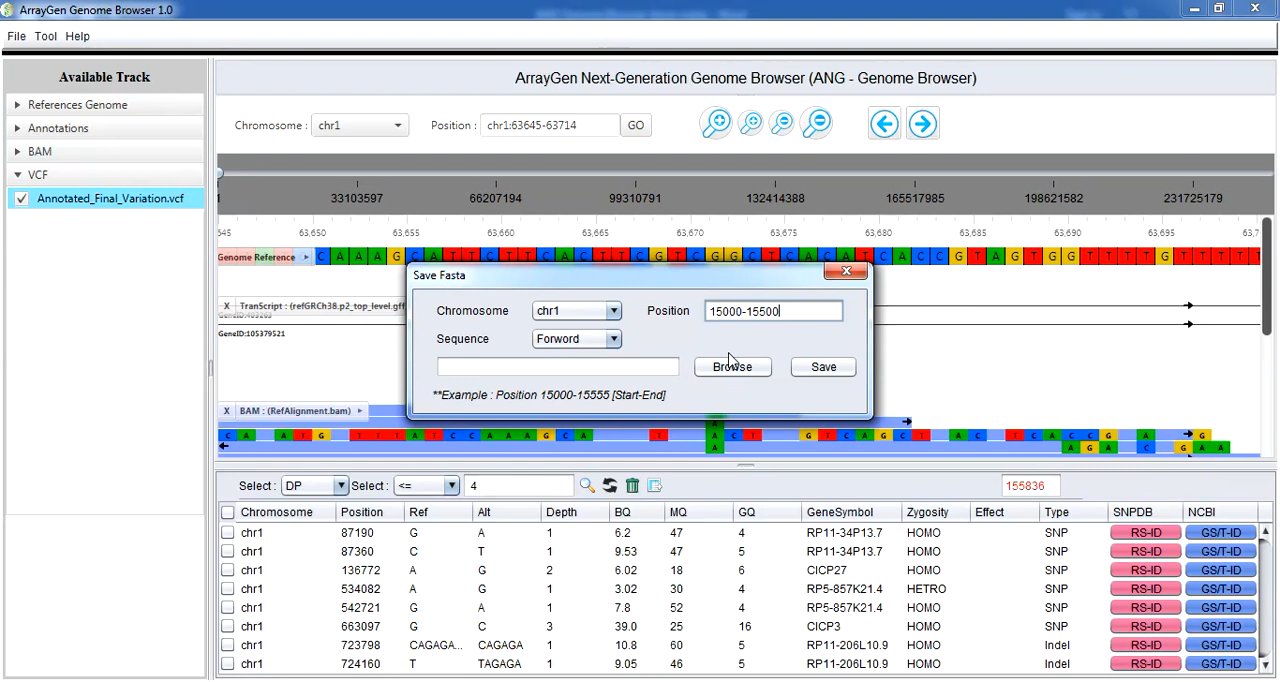 ArrayGen Genome Browser 1.0
File Tool Help
Available Track
References Genome
Annotations
BAM
VCF
Annotated_Final_Variation.vcf
ArrayGen Next-Generation Genome Browser (ANG - Genome Browser)
Chromosome : chr1 Position : chr1:63645-63714 GO
33103597 66207194 99310791 132414388 165517985 198621582 231725179
645 63,650 63,655 63,660 63,665 63,670 63,675 63,680 63,685 63,690 63,695 63,700 63,705 63,7
Genome Reference
X TranScript : (refGRCh38.p2_top_level.gff
GeneID:105379521
X BAM : (RefAlignment.bam)
Save Fasta
Chromosome chr1 Position 15000-15500
Sequence Forword
Browse Save
**Example : Position 15000-15555 [Start-End]
Select : DP Select : <= 4 155836
Chromosome Position Ref Alt Depth BQ MQ GQ GeneSymbol Zygosity Effect Type SNPDB NCBI
chr1 87190 G A 1 6.2 47 4 RP11-34P13.7 HOMO SNP RS-ID GS/T-ID
chr1 87360 C T 1 9.53 47 5 RP11-34P13.7 HOMO SNP RS-ID GS/T-ID
chr1 136772 A G 1 6.02 18 6 CICP27 HOMO SNP RS-ID GS/T-ID
chr1 534082 A G 1 3.02 30 4 RP5-857K21.4 HETRO SNP RS-ID GS/T-ID
chr1 542721 G A 1 7.8 52 4 RP5-857K21.4 HOMO SNP RS-ID GS/T-ID
chr1 663097 G C 1 39.0 25 16 CICP3 HOMO SNP RS-ID GS/T-ID
chr1 723798 CAGAGA... CAGAGA' 1 10.8 60 5 RP11-206L10.9 HOMO Indel RS-ID GS/T-ID
chr1 724160 T TAGAGA 1 9.05 46 5 RP11-206L10.9 HOMO Indel RS-ID GS/T-ID